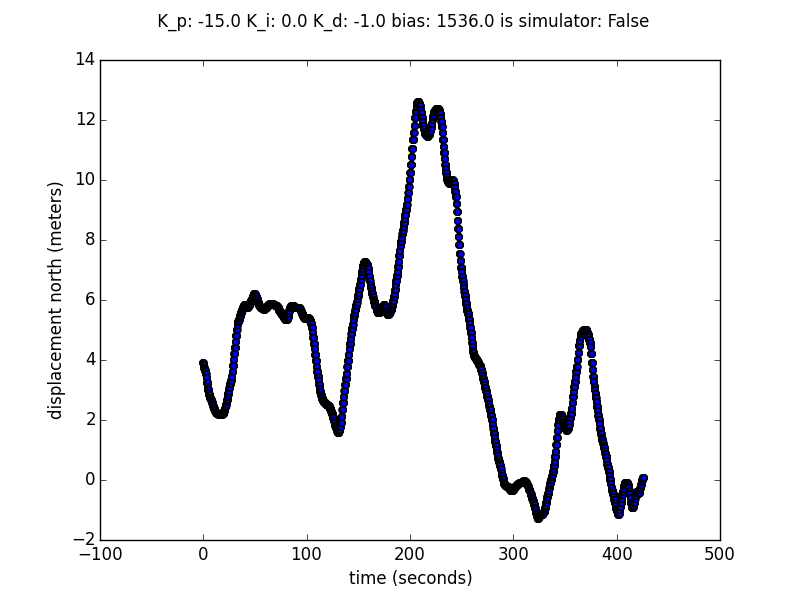 K_p: -15.0 K_i: 0.0 K_d: -1.0 bias: 1536.0 is simulator: False
14
12
10
8
6
4
2
0
−2
displacement north (meters)
−100 0 100 200 300 400 500
time (seconds)